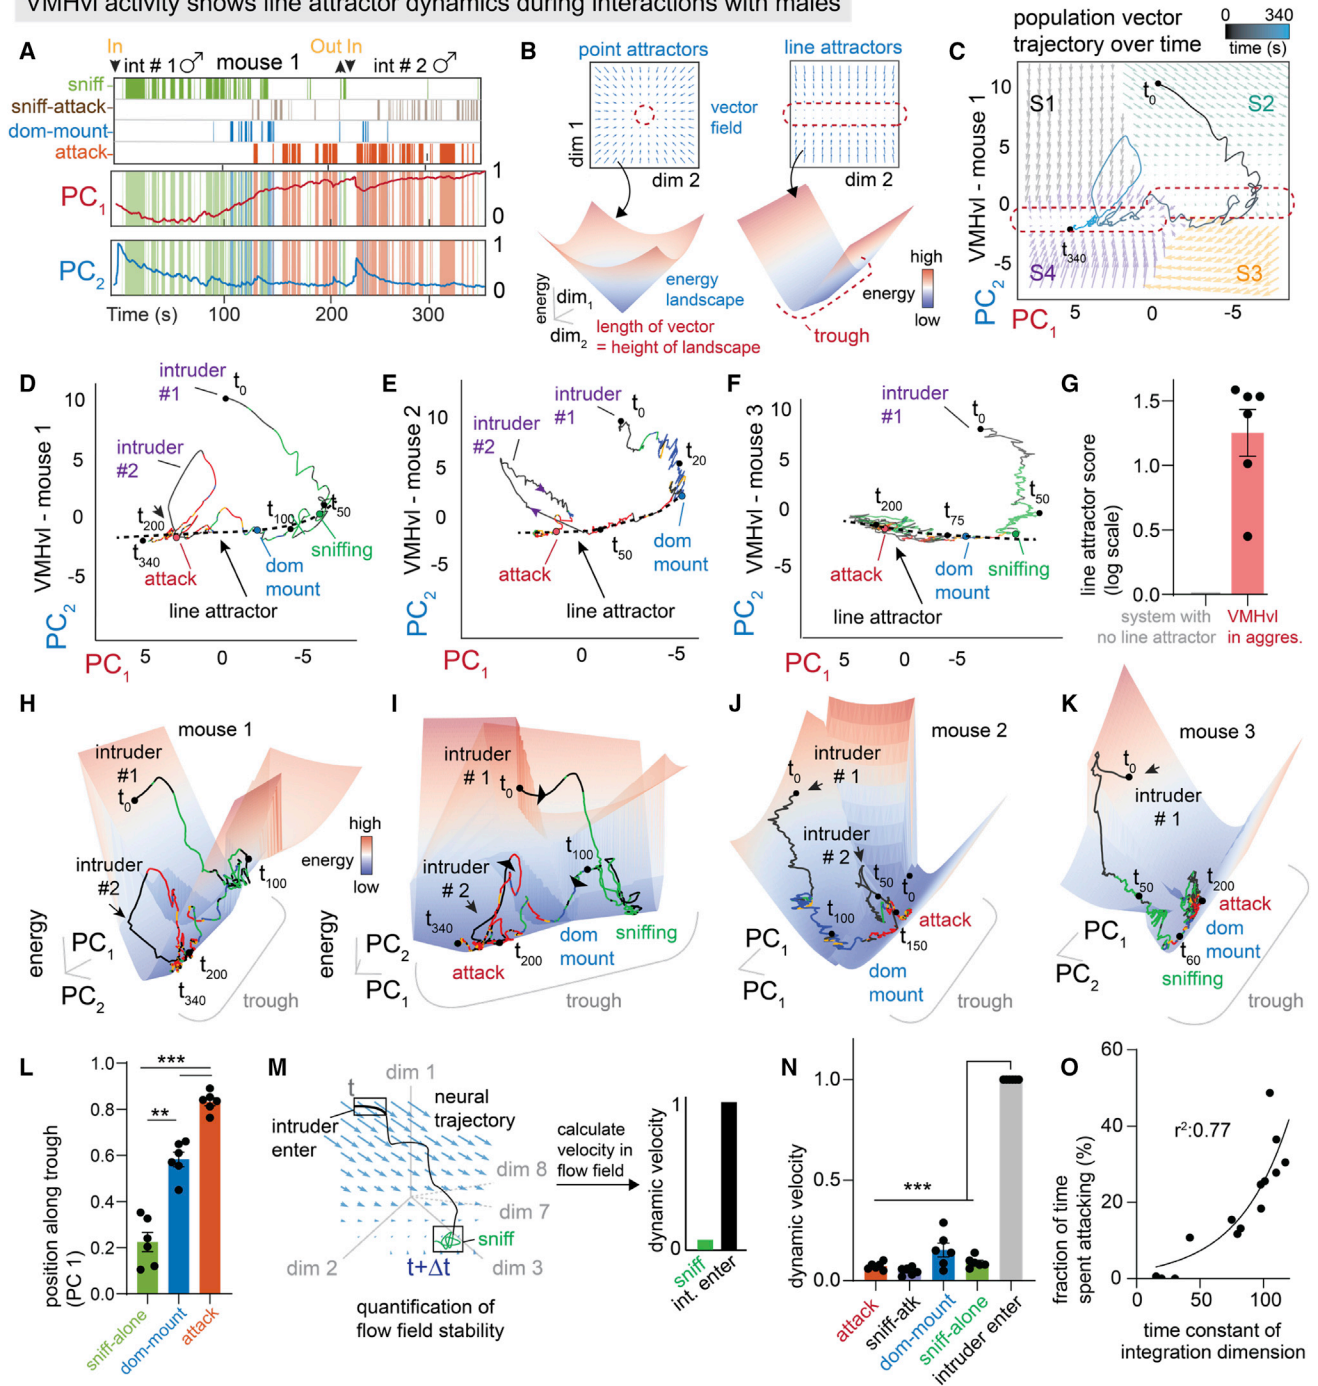 VMHvl activity shows line attractor dynamics during interactions with males
A
In
int # 1 ♂
mouse 1
Out In
int # 2 ♂
sniff
sniff-attack
dom-mount
attack
PC1
1
0
PC2
1
0
Time (s)
100
200
300
B
point attractors
line attractors
vector
field
dim 1
dim 2
dim 2
energy
landscape
energy
dim1
dim2
length of vector
= height of landscape
trough
high
energy
low
C
population vector
trajectory over time
0
340
time (s)
VMHvl - mouse 1
PC2
10
5
0
-5
S1
S2
S3
S4
t0
t340
PC1
5
0
-5
D
VMHvl - mouse 1
PC2
10
5
0
-5
intruder
#1
t0
intruder
#2
t200
t340
t100
t50
sniffing
dom
mount
attack
line attractor
PC1
5
0
-5
E
VMHvl - mouse 2
PC2
10
5
0
-5
intruder
#1
t0
intruder
#2
t20
t50
dom
mount
attack
line attractor
PC1
0
-5
F
VMHvl - mouse 3
PC2
10
5
0
-5
intruder
#1
t0
t50
t200
t75
attack
dom
mount
sniffing
line attractor
PC1
5
0
-5
G
line attractor score
(log scale)
1.5
1.0
0.5
0.0
system with
no line attractor
VMHvl
in aggres.
H
mouse 1
intruder
#1
t0
intruder
#2
t100
t200
t340
high
energy
low
energy
PC1
PC2
trough
I
intruder
# 1
t0
intruder
# 2
t100
t340
t200
attack
dom
mount
sniffing
energy
PC2
PC1
trough
J
mouse 2
t0
intruder
# 1
intruder
# 2
t50
t0
t100
t150
attack
dom
mount
PC1
PC1
trough
K
mouse 3
t0
intruder
# 1
t50
t200
attack
dom
mount
t60
sniffing
PC1
PC2
trough
L
position along trough
(PC 1)
1.0
0.8
0.6
0.4
0.2
0.0
***
**
sniff-alone
dom-mount
attack
M
t
dim 1
intruder
enter
neural
trajectory
dim 8
dim 7
sniff
dim 2
t+Δt
dim 3
quantification of
flow field stability
calculate
velocity in
flow field
dynamic velocity
1
0
sniff
int. enter
N
dynamic velocity
1.0
0.5
0.0
***
attack
sniff-atk
dom-mount
sniff-alone
intruder enter
O
fraction of time
spent attacking (%)
60
40
20
0
r2:0.77
0
50
100
time constant of
integration dimension